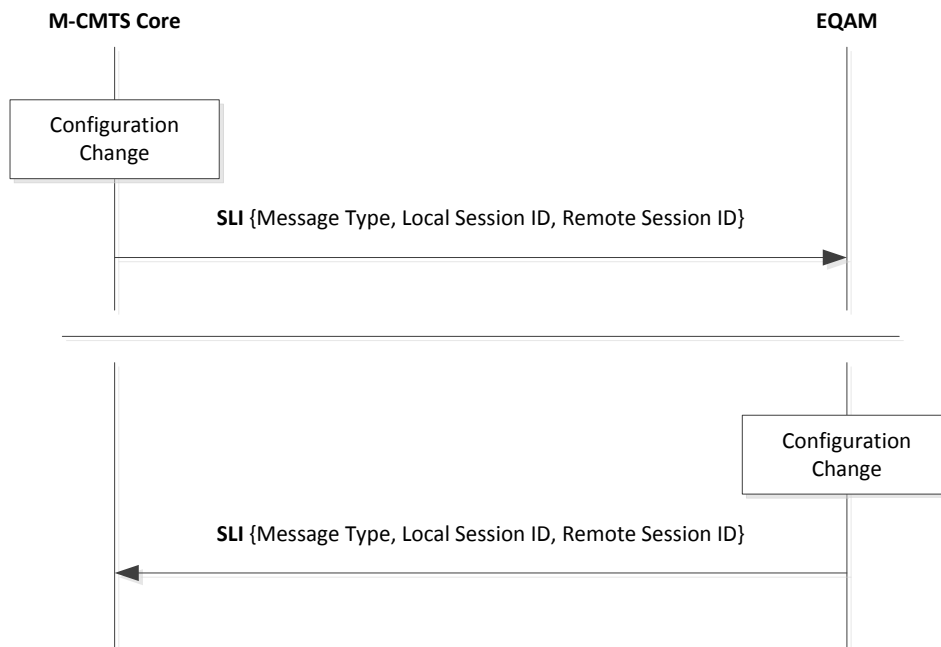 M-CMTS Core
EQAM
Configuration
Change
SLI {Message Type, Local Session ID, Remote Session ID}
Configuration
Change
SLI {Message Type, Local Session ID, Remote Session ID}